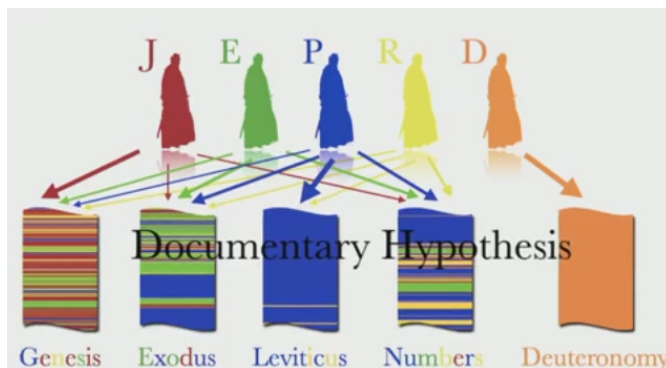 J E P R D
Documentary Hypothesis
Genesis Exodus Leviticus Numbers Deuteronomy